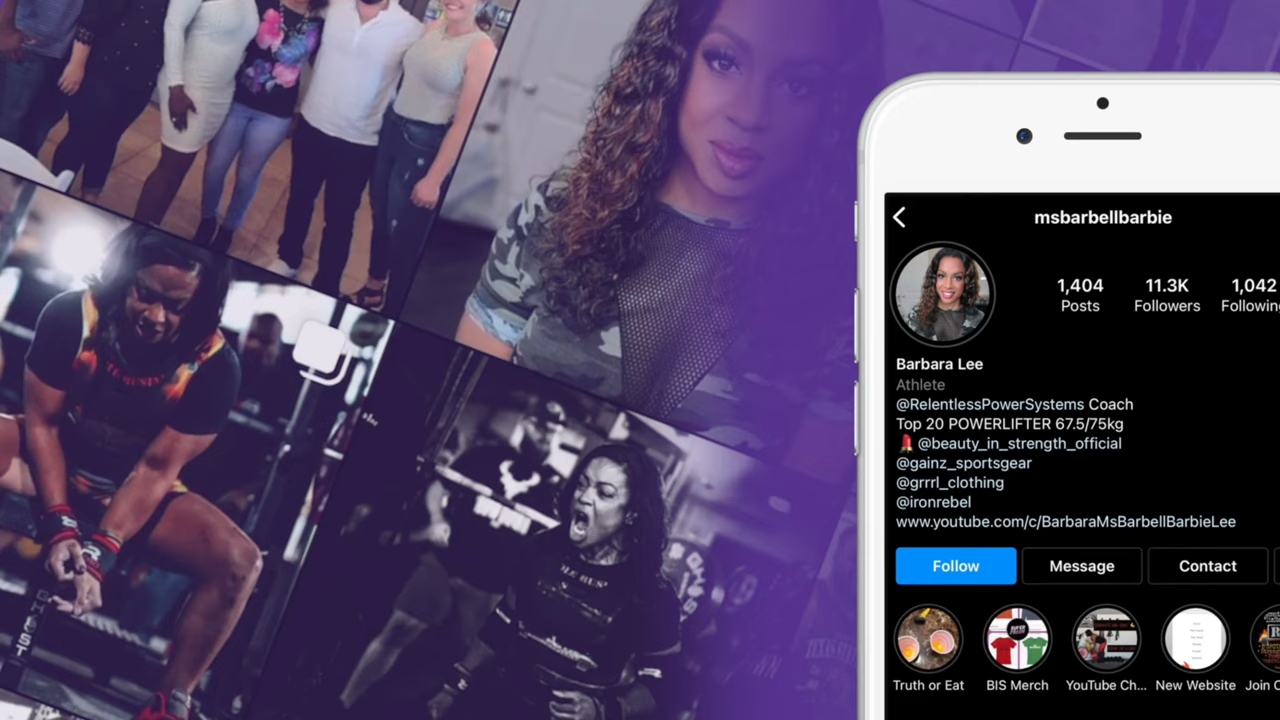 msbarbellbarbie
1,404
11.3K
1,042
Posts
Followers
Following
Barbara Lee
Athlete
@RelentlessPowerSystems Coach
Top 20 POWERLIFTER 67.5/75kg
💄 @beauty_in_strength_official
@gainz_sportsgear
@grrrl_clothing
@ironrebel
www.youtube.com/c/BarbaraMsBarbellBarbieLee
Follow
Message
Contact
Truth or Eat
BIS Merch
YouTube Ch...
New Website
Join